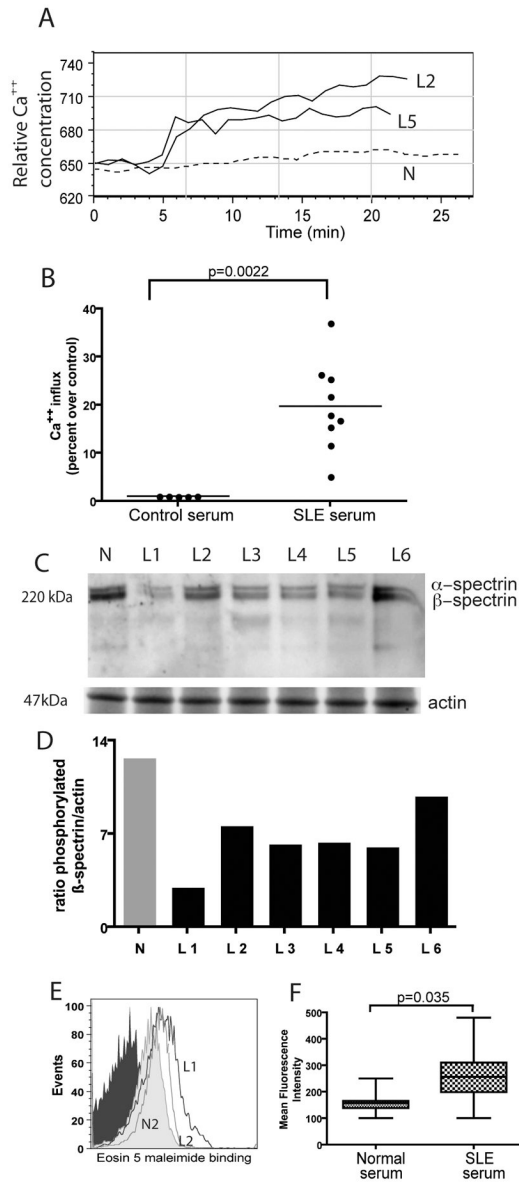 A
Relative Ca++
concentration
740
710
680
650
620
L2
L5
N
0 5 10 15 20 25
Time (min)
B
p=0.0022
Ca++ influx
(percent over control)
40
30
20
10
0
Control serum SLE serum
C
N L1 L2 L3 L4 L5 L6
220 kDa
α-spectrin
β-spectrin
47kDa
actin
D
ratio phosphorylated
ß-spectrin/actin
14
7
0
N L 1 L 2 L 3 L 4 L 5 L 6
E
Events
100
80
60
40
20
0
L1
N2
L2
Eosin 5 maleimide binding
F
p=0.035
Mean Fluorescence
Intensity
500
400
300
200
100
0
Normal
serum
SLE
serum